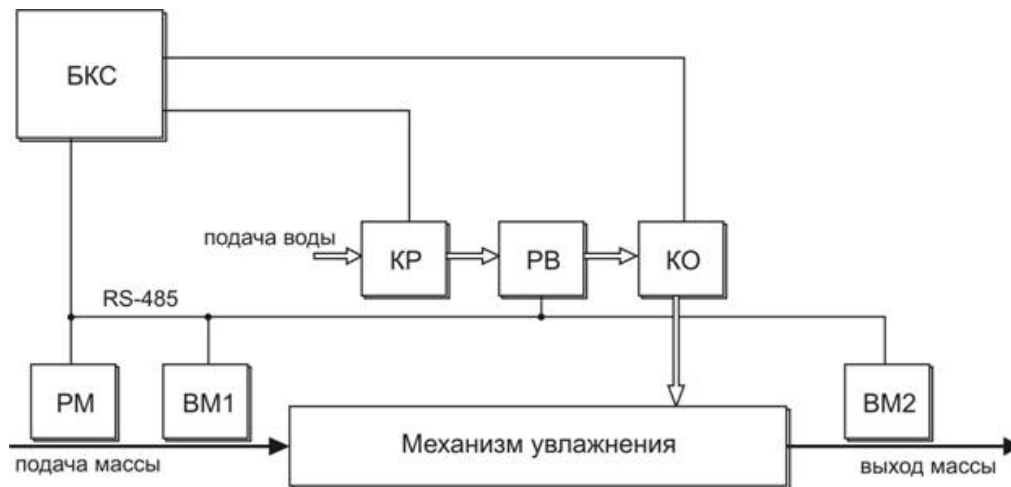 БКС
подача воды
КР
РВ
КО
RS-485
РМ
ВМ1
ВМ2
Механизм увлажнения
подача массы
выход массы